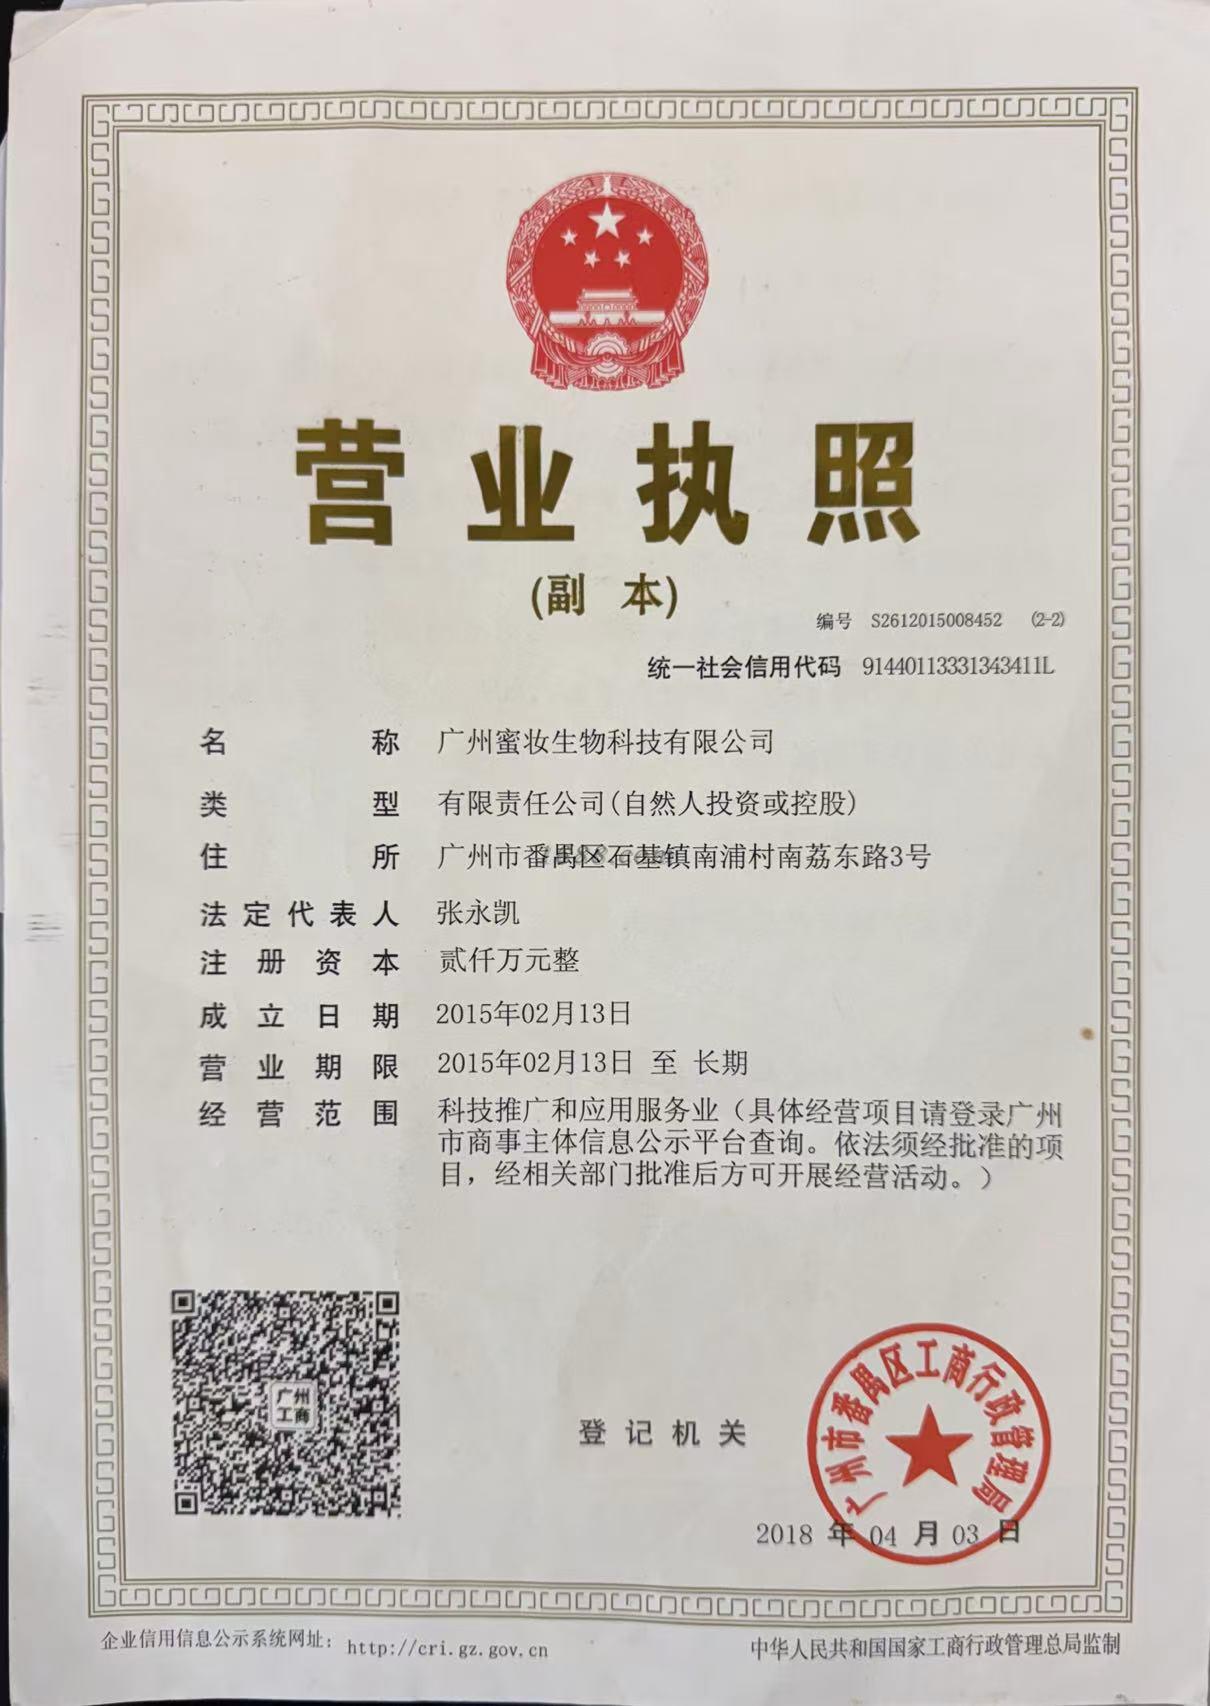 营业执照
(副 本)
编号 S2612015008452 (2-2)
统一社会信用代码 91440113331343411L
名称 广州蜜妆生物科技有限公司
类型 有限责任公司(自然人投资或控股)
住所 广州市番禺区石基镇南浦村南荔东路3号
法定代表人 张永凯
注册资本 贰仟万元整
成立日期 2015年02月13日
营业期限 2015年02月13日 至 长期
经营范围 科技推广和应用服务业（具体经营项目请登录广州
市商事主体信息公示平台查询。依法须经批准的项
目，经相关部门批准后方可开展经营活动。）
广州
工商
登记机关
广州市番禺区工商行政管理局
2018 年 04 月 03 日
企业信用信息公示系统网址： http://cri.gz.gov.cn
中华人民共和国国家工商行政管理总局监制